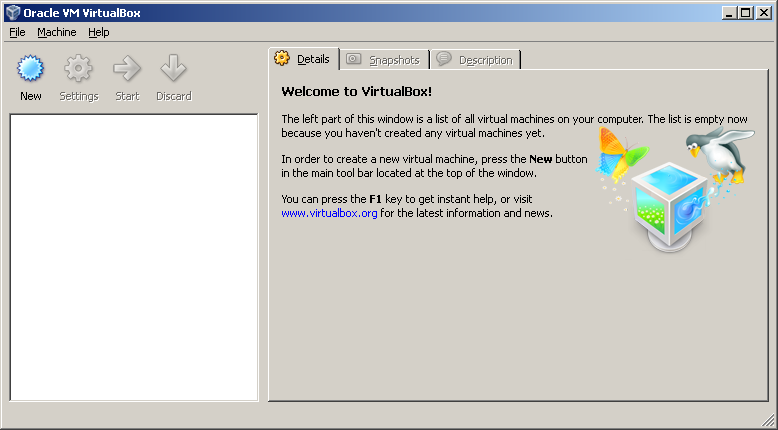 Oracle VM VirtualBox
File Machine Help
New Settings Start Discard
Details Snapshots Description
Welcome to VirtualBox!
The left part of this window is a list of all virtual machines on your computer. The list is empty now
because you haven't created any virtual machines yet.
In order to create a new virtual machine, press the New button
in the main tool bar located at the top of the window.
You can press the F1 key to get instant help, or visit
www.virtualbox.org for the latest information and news.